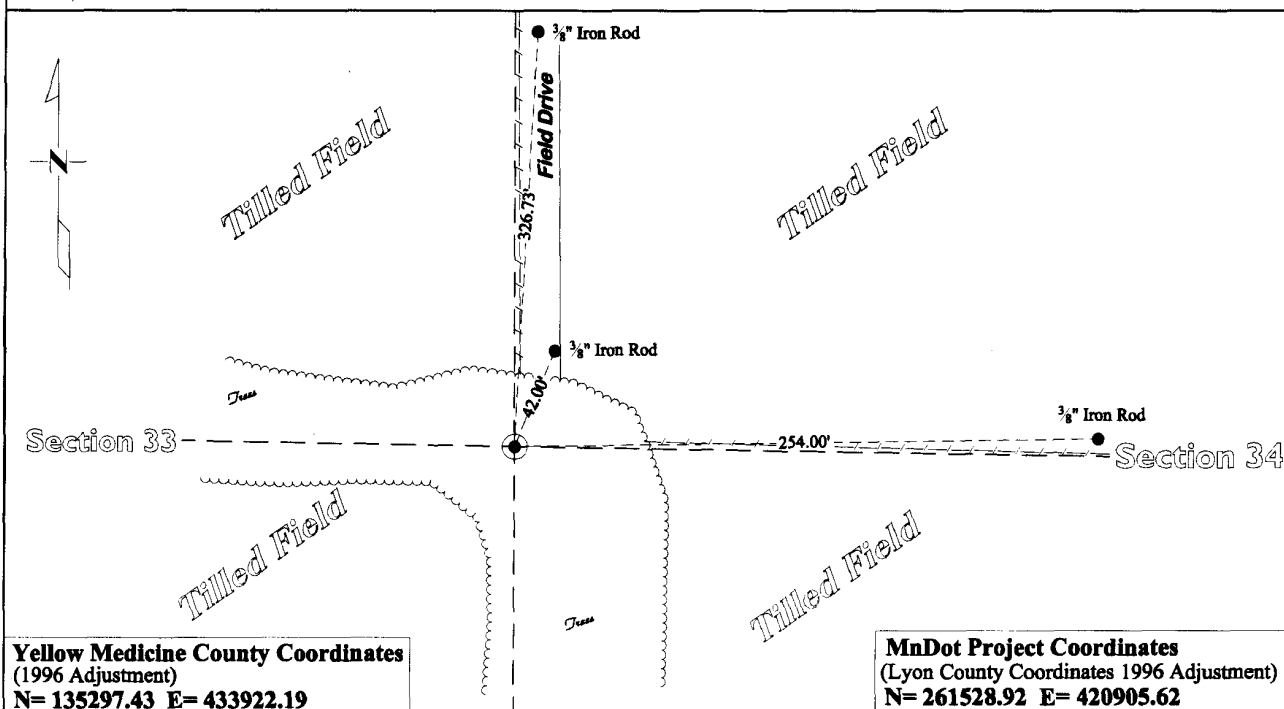 ⅜" Iron Rod
Field Drive
Tilled Field
Tilled Field
N
326.73'
⅜" Iron Rod
42.00'
Trees
⅜" Iron Rod
Section 33
254.00'
Section 34
Tilled Field
Tilled Field
Trees
Yellow Medicine County Coordinates
(1996 Adjustment)
N= 135297.43 E= 433922.19
MnDot Project Coordinates
(Lyon County Coordinates 1996 Adjustment)
N= 261528.92 E= 420905.62